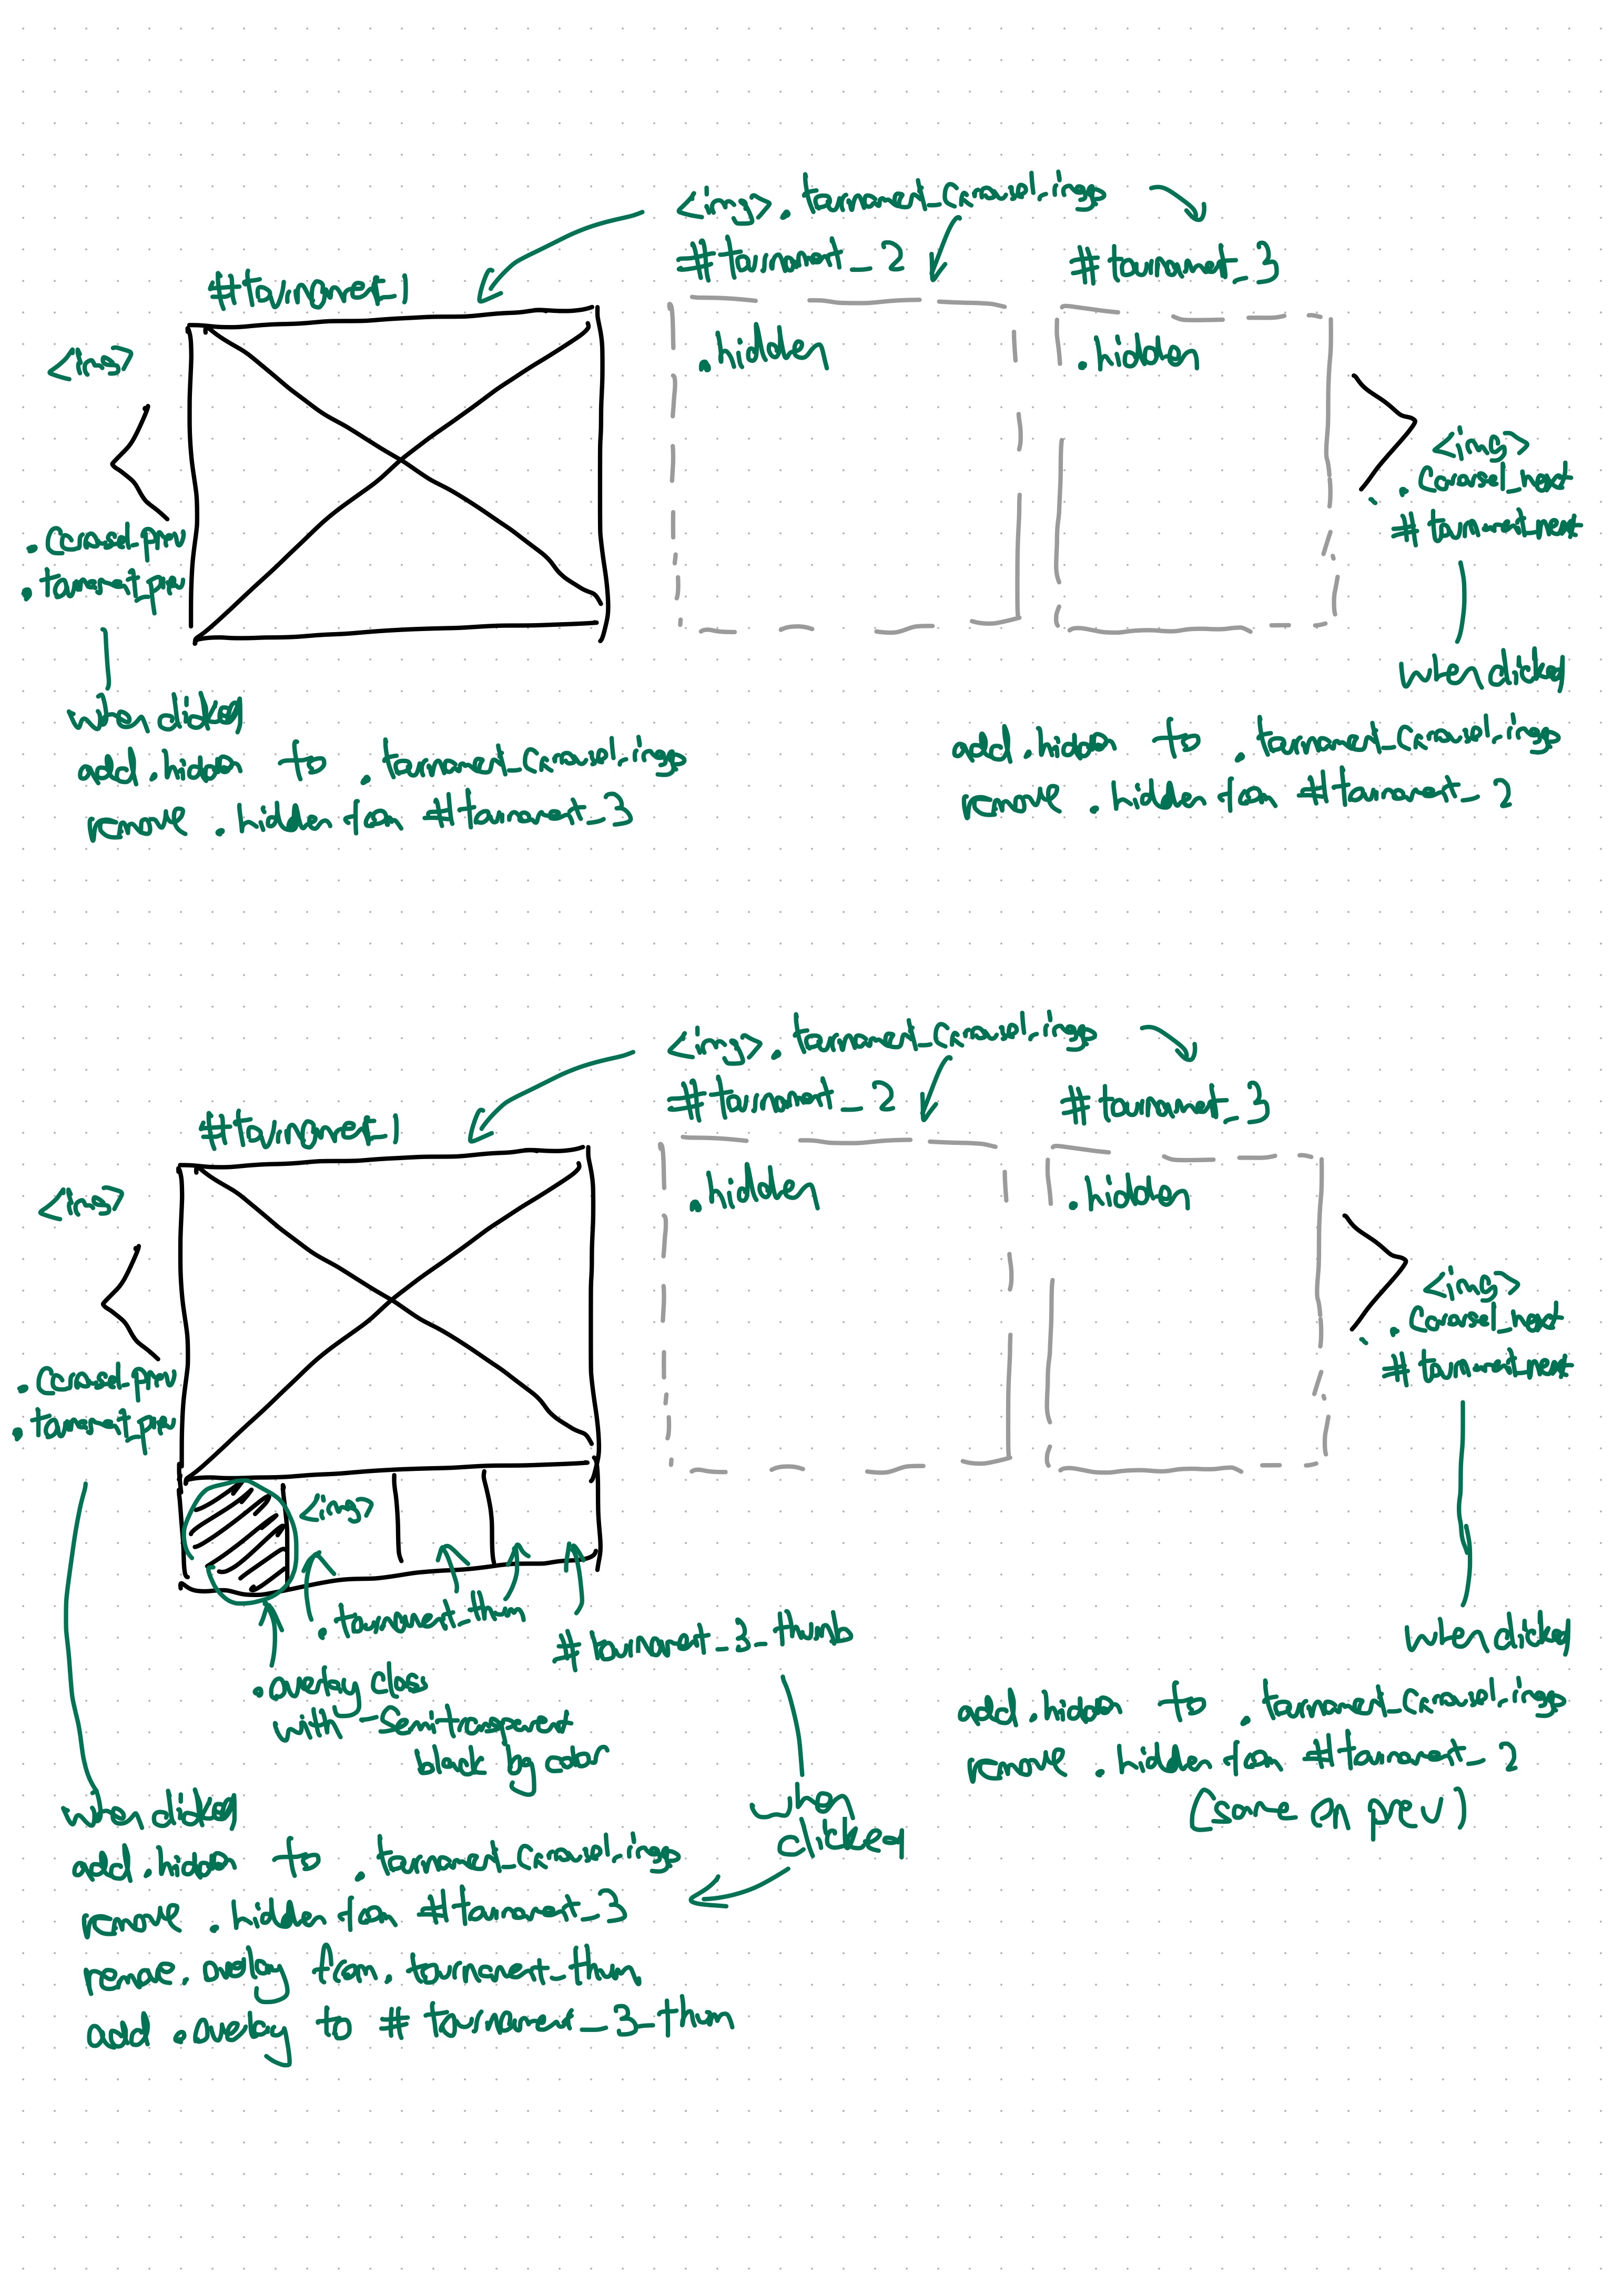 <img>. tournament_carousel_imgs
#tournament_1
#tournament_2
#tournament_3
<img>
.hidden
.hidden
<img>
.carousel_next
#tournament_next
.carousel_prev
.tournament_prev
when clicked
add .hidden to .tournament_carousel_imgs
remove .hidden from #tournament_3
when clicked
add .hidden to .tournament_carousel_imgs
remove .hidden from #tournament_2
<img>. tournament_carousel_imgs
#tournament_1
#tournament_2
#tournament_3
<img>
.hidden
.hidden
<img>
.carousel_next
#tournament_next
.carousel_prev
.tournament_prev
<img>
.tournament_thum
#tournament_3_thumb
.overlay class
with - semitransparent
black bg color
when clicked
add .hidden to .tournament_carousel_imgs
remove .hidden from #tournament_2
(same on prev)
when
clicked
when clicked
add .hidden to .tournament_carousel_imgs
remove .hidden from #tournament_3
remove .overlay from .tournament_thum
add .overlay to #tournament_3_thum